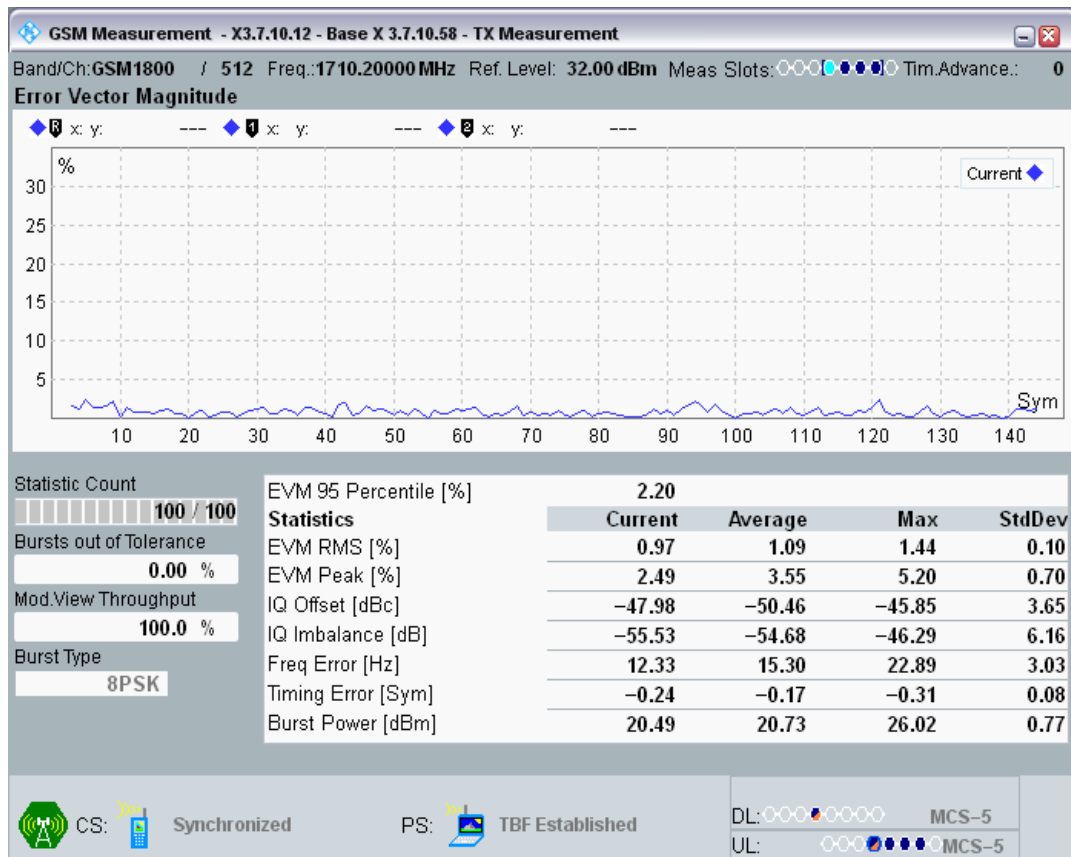 GSM Measurement - X3.7.10.12 - Base X 3.7.10.58 - TX Measurement
Band/Ch:GSM1800 / 512 Freq.:1710.20000 MHz Ref. Level: 32.00 dBm Meas Slots: Tim.Advance.: 0
Error Vector Magnitude
R x: y: --- 1 x: y: --- 2 x: y: ---
%
Current
30
25
20
15
10
5
Sym
10 20 30 40 50 60 70 80 90 100 110 120 130 140
Statistic Count
100 / 100
Bursts out of Tolerance
0.00 %
Mod.View Throughput
100.0 %
Burst Type
8PSK
EVM 95 Percentile [%] 2.20
Statistics Current Average Max StdDev
EVM RMS [%] 0.97 1.09 1.44 0.10
EVM Peak [%] 2.49 3.55 5.20 0.70
IQ Offset [dBc] −47.98 −50.46 −45.85 3.65
IQ Imbalance [dB] −55.53 −54.68 −46.29 6.16
Freq Error [Hz] 12.33 15.30 22.89 3.03
Timing Error [Sym] −0.24 −0.17 −0.31 0.08
Burst Power [dBm] 20.49 20.73 26.02 0.77
CS: Synchronized PS: TBF Established
DL: MCS−5
UL: MCS−5